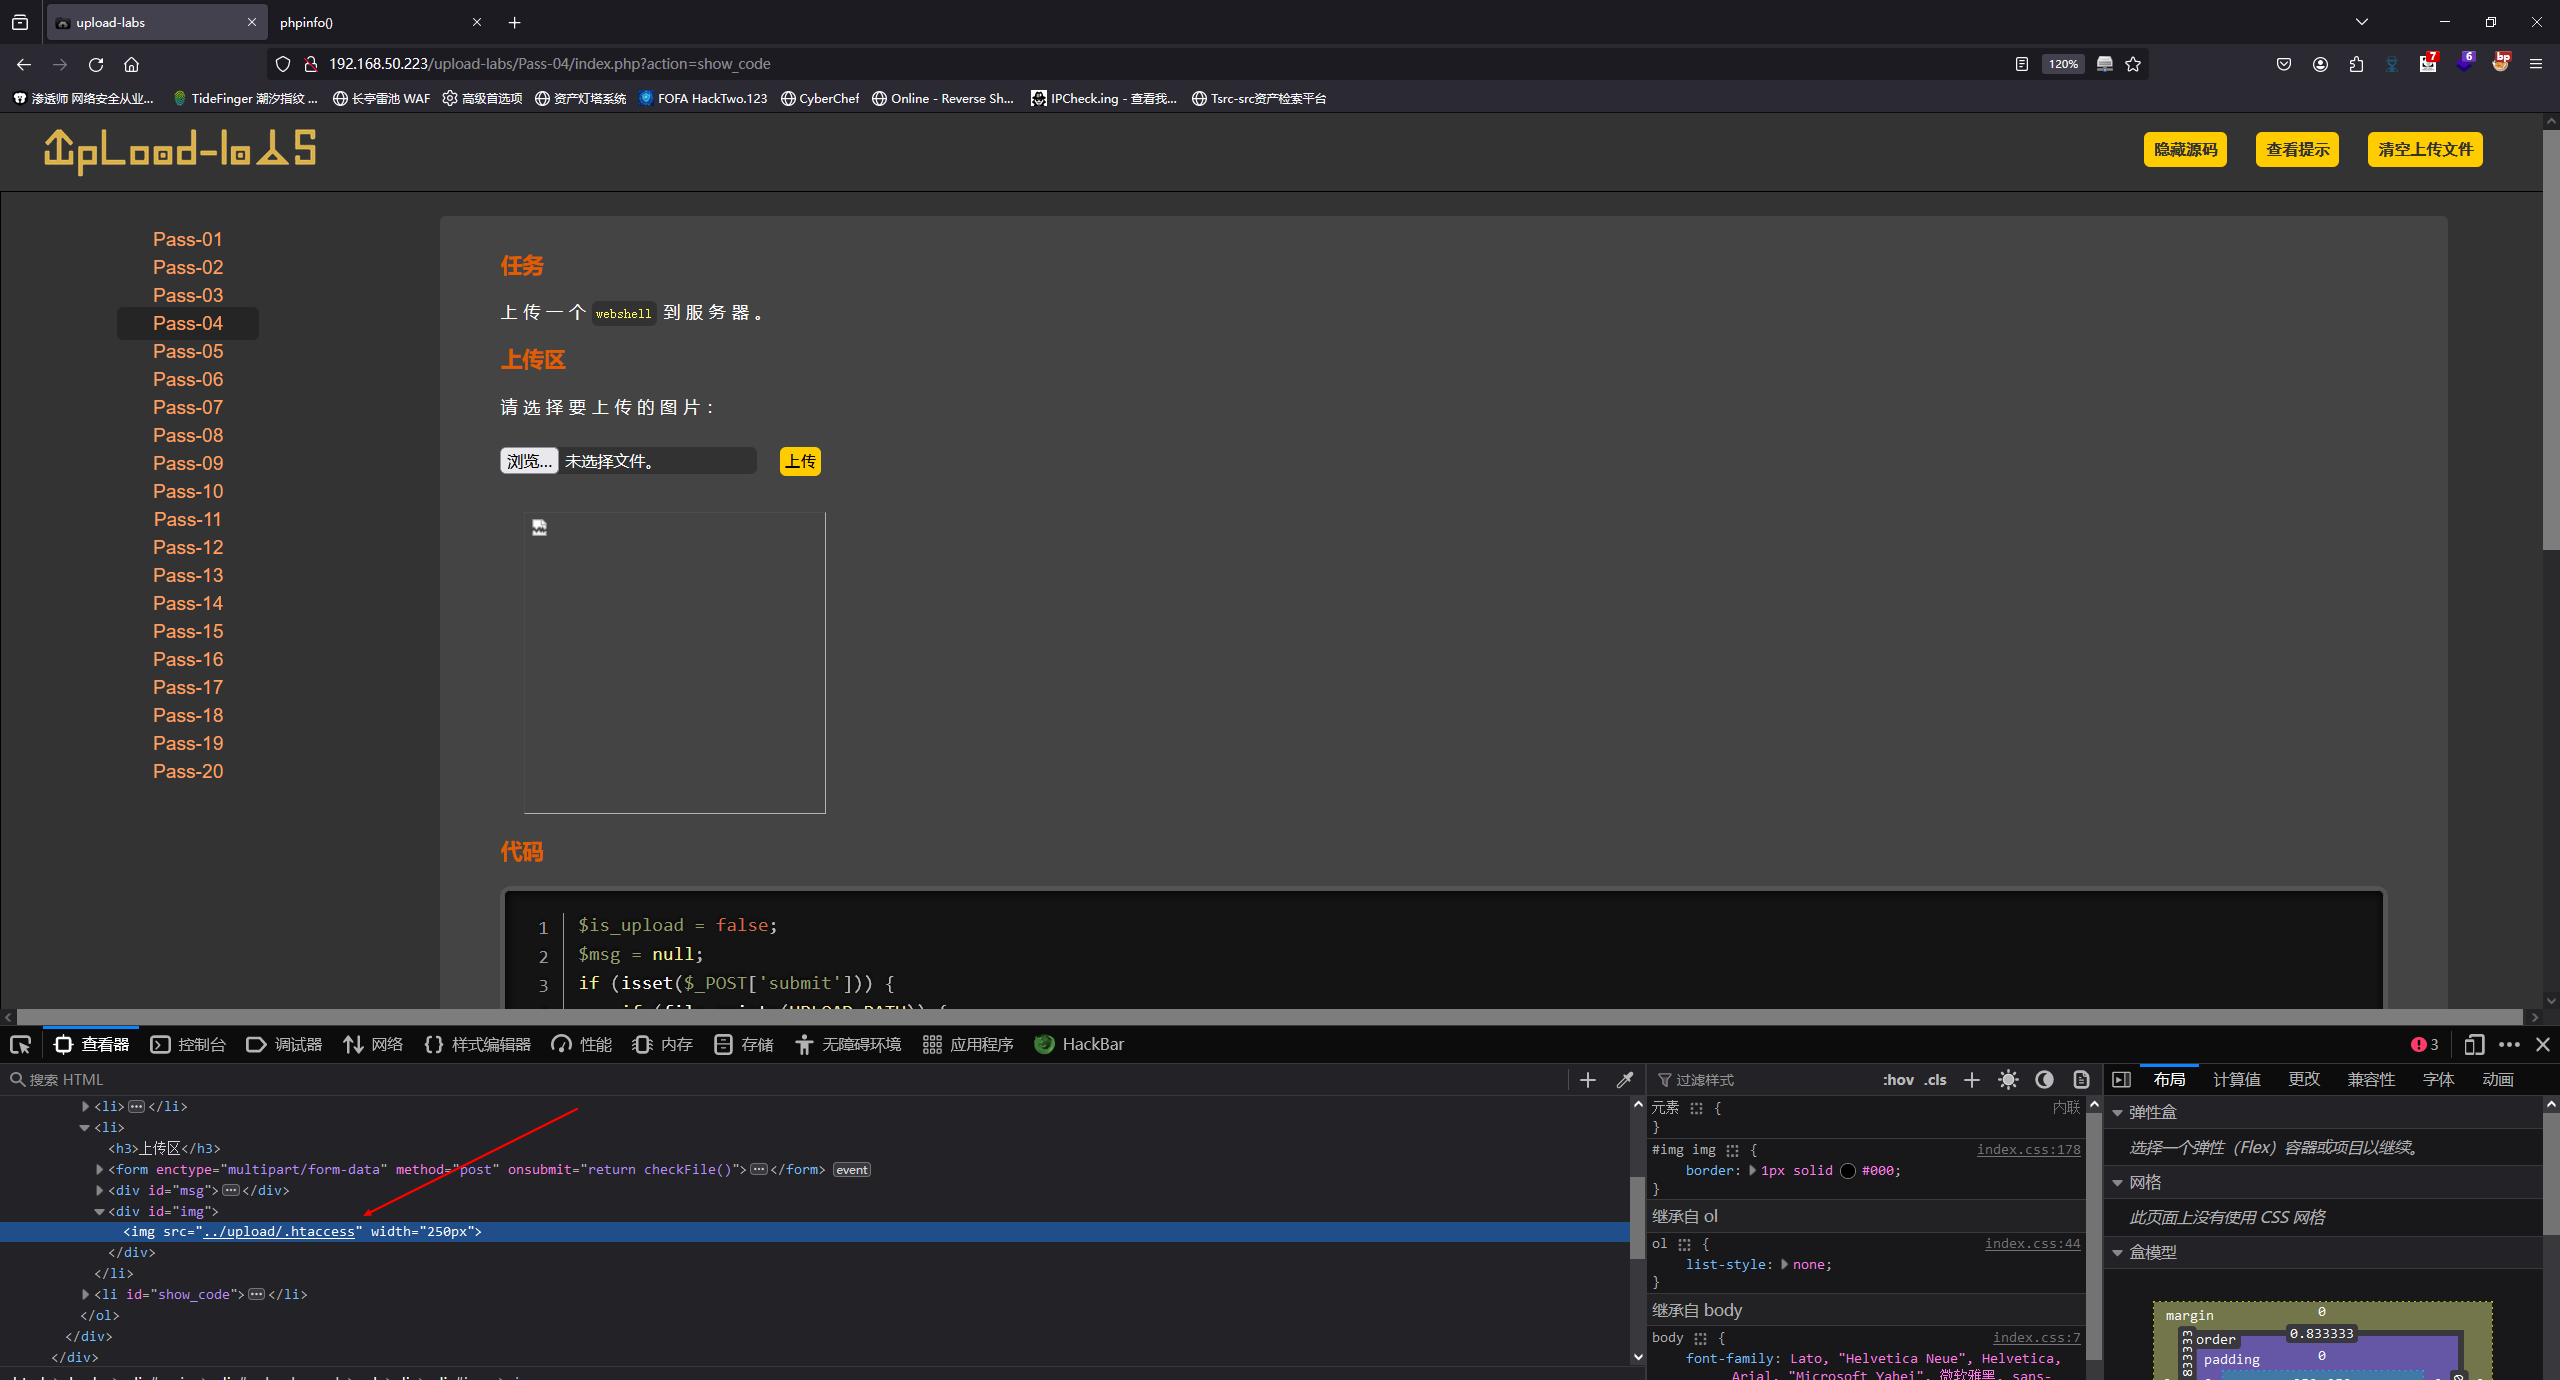 upload-labs
phpinfo()
192.168.50.223/upload-labs/Pass-04/index.php?action=show_code
120%
7
6
bp
渗透师 网络安全从业...
TideFinger 潮汐指纹 ...
长亭雷池 WAF
高级首选项
资产灯塔系统
FOFA HackTwo.123
CyberChef
Online - Reverse Sh...
IPCheck.ing - 查看我...
Tsrc-src资产检索平台
UpLoad-labs
隐藏源码
查看提示
清空上传文件
Pass-01
Pass-02
Pass-03
Pass-04
Pass-05
Pass-06
Pass-07
Pass-08
Pass-09
Pass-10
Pass-11
Pass-12
Pass-13
Pass-14
Pass-15
Pass-16
Pass-17
Pass-18
Pass-19
Pass-20
任务
上传一个 webshell 到服务器。
上传区
请选择要上传的图片：
浏览... 未选择文件。
上传
代码
1 $is_upload = false;
2 $msg = null;
3 if (isset($_POST['submit'])) {
查看器
控制台
调试器
网络
样式编辑器
性能
内存
存储
无障碍环境
应用程序
HackBar
3
搜索 HTML
<li>...</li>
<li>
<h3>上传区</h3>
<form enctype="multipart/form-data" method="post" onsubmit="return checkFile()">...</form> event
<div id="msg">...</div>
<div id="img">
<img src="../upload/.htaccess" width="250px">
</div>
</li>
<li id="show_code">...</li>
</ol>
</div>
</div>
过滤样式
:hov .cls
元素 {
内联
}
#img img {
index.css:178
border: 1px solid #000;
}
继承自 ol
ol {
index.css:44
list-style: none;
}
继承自 body
body {
index.css:7
font-family: Lato, "Helvetica Neue", Helvetica,
Arial, "Microsoft Yahei", 微软雅黑, sans-
布局
计算值
更改
兼容性
字体
动画
弹性盒
选择一个弹性（Flex）容器或项目以继续。
网格
此页面上没有使用 CSS 网格
盒模型
margin
0
order
0.833333
padding
0